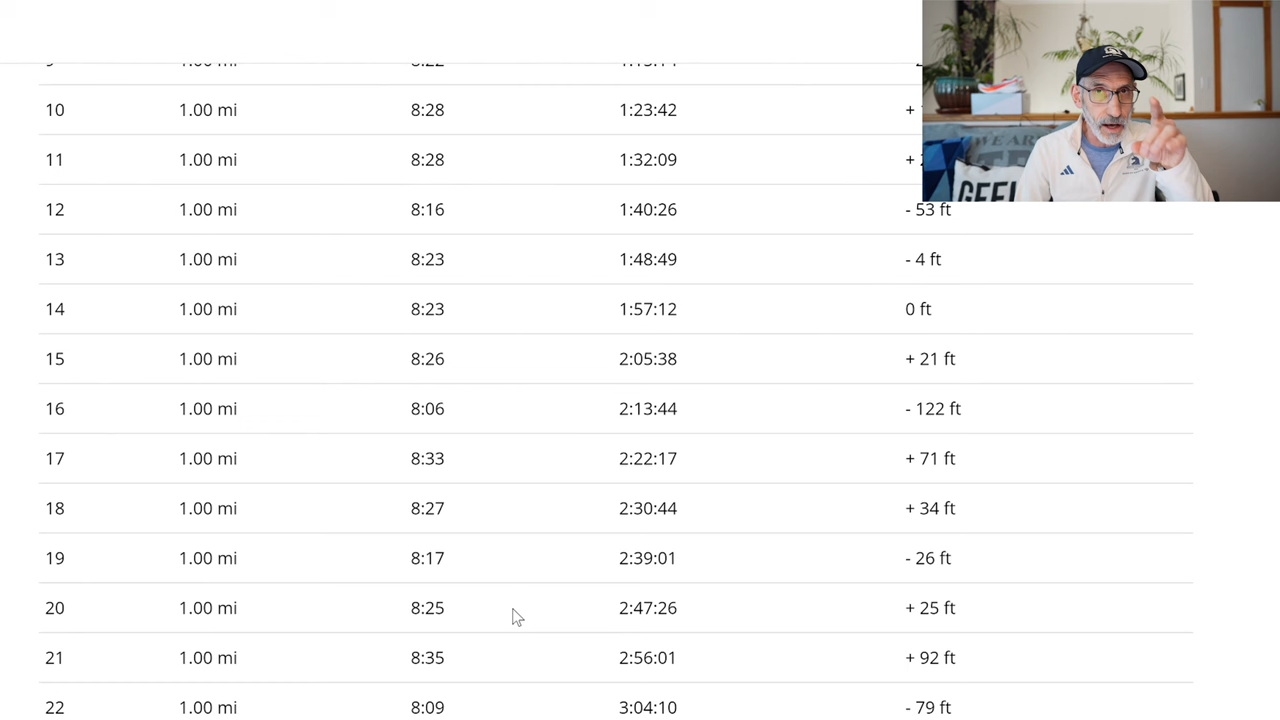 10 1.00 mi 8:28 1:23:42 +
11 1.00 mi 8:28 1:32:09 +
12 1.00 mi 8:16 1:40:26 - 53 ft
13 1.00 mi 8:23 1:48:49 - 4 ft
14 1.00 mi 8:23 1:57:12 0 ft
15 1.00 mi 8:26 2:05:38 + 21 ft
16 1.00 mi 8:06 2:13:44 - 122 ft
17 1.00 mi 8:33 2:22:17 + 71 ft
18 1.00 mi 8:27 2:30:44 + 34 ft
19 1.00 mi 8:17 2:39:01 - 26 ft
20 1.00 mi 8:25 2:47:26 + 25 ft
21 1.00 mi 8:35 2:56:01 + 92 ft
22 1.00 mi 8:09 3:04:10 - 79 ft
WE ARE